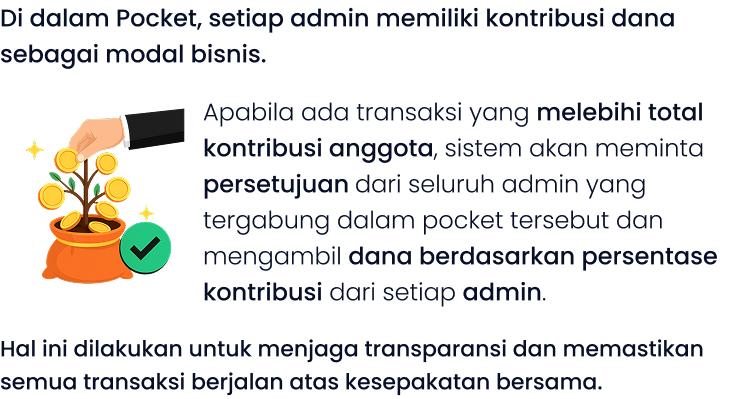 Di dalam Pocket, setiap admin memiliki kontribusi dana
sebagai modal bisnis.
Apabila ada transaksi yang melebihi total
kontribusi anggota, sistem akan meminta
persetujuan dari seluruh admin yang
tergabung dalam pocket tersebut dan
mengambil dana berdasarkan persentase
kontribusi dari setiap admin.
Hal ini dilakukan untuk menjaga transparansi dan memastikan
semua transaksi berjalan atas kesepakatan bersama.